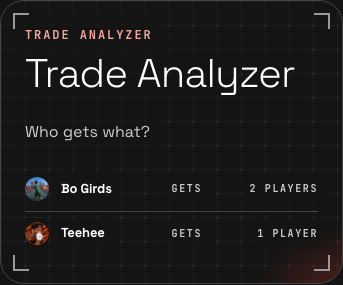 TRADE ANALYZER
Trade Analyzer
Who gets what?
Bo Girds GETS 2 PLAYERS
Teehee GETS 1 PLAYER